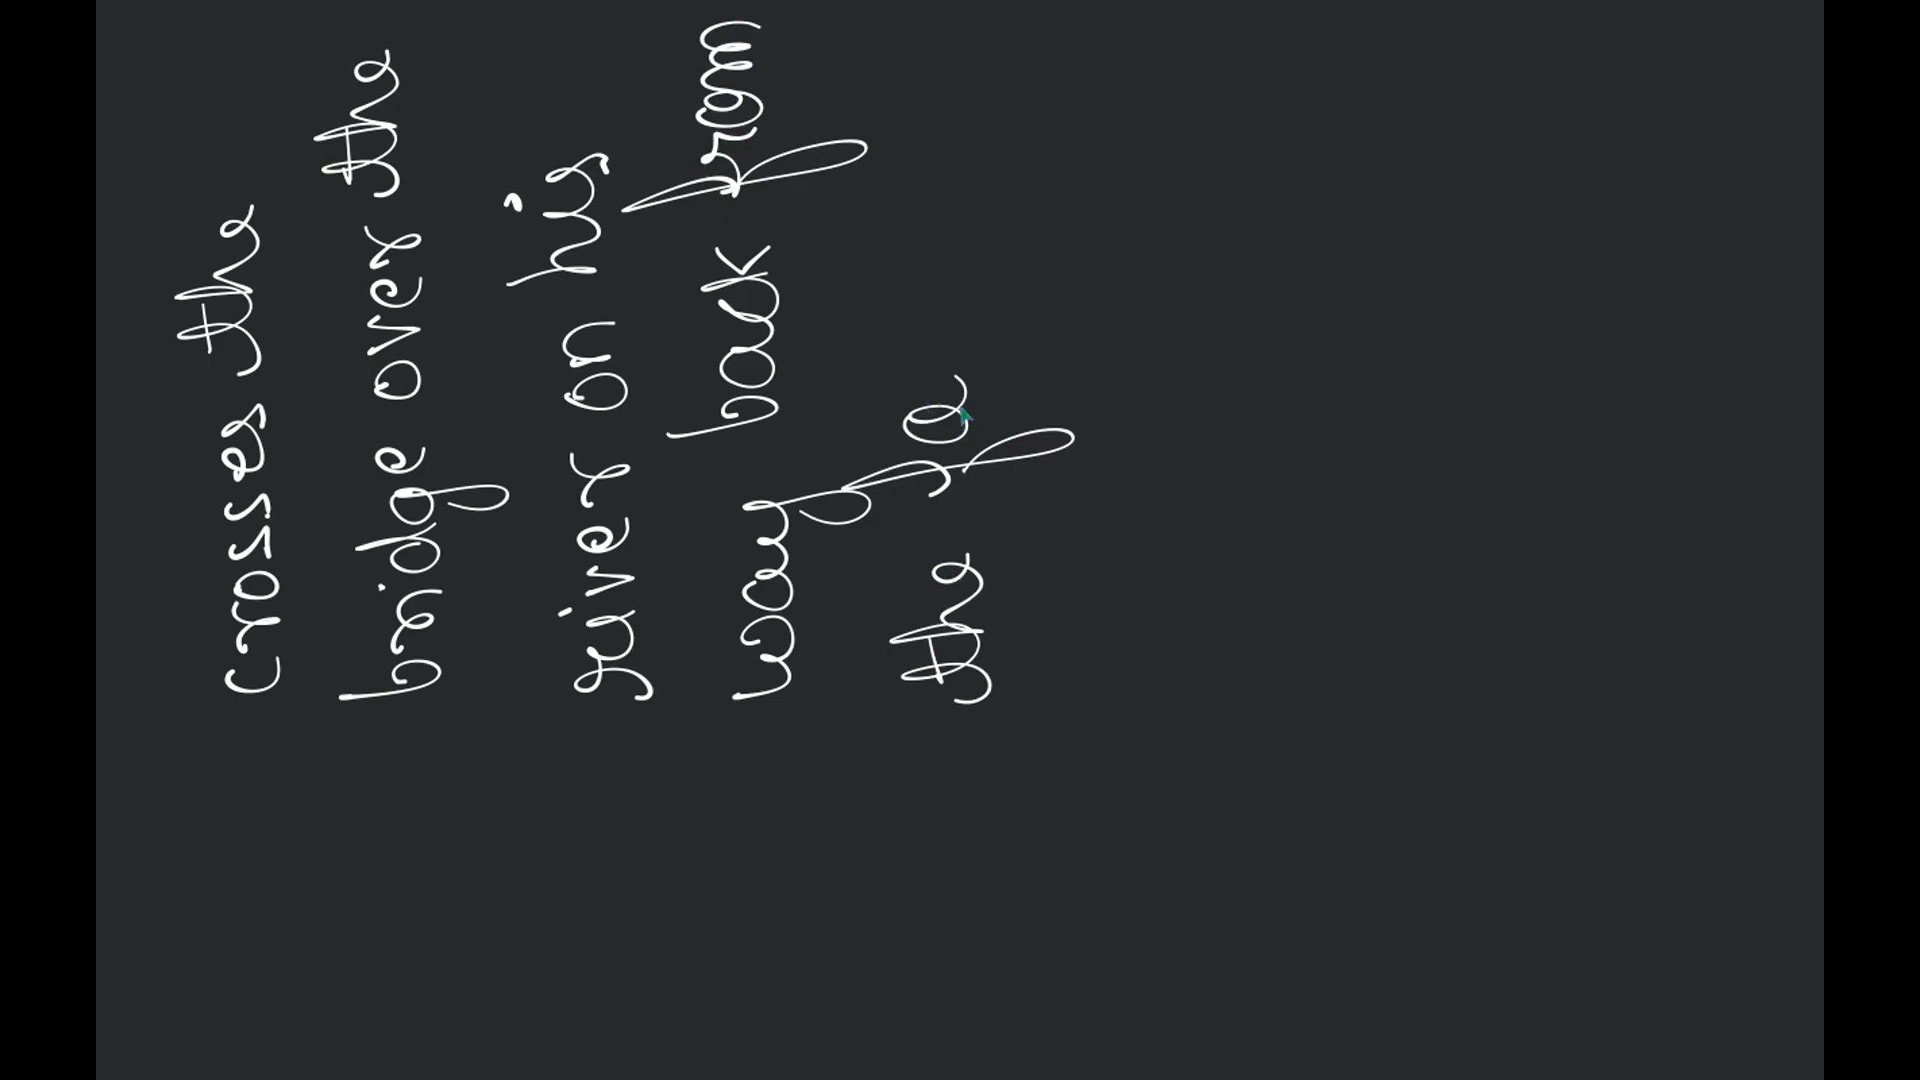 crosses the
bridge over the
river on his
way back from
the